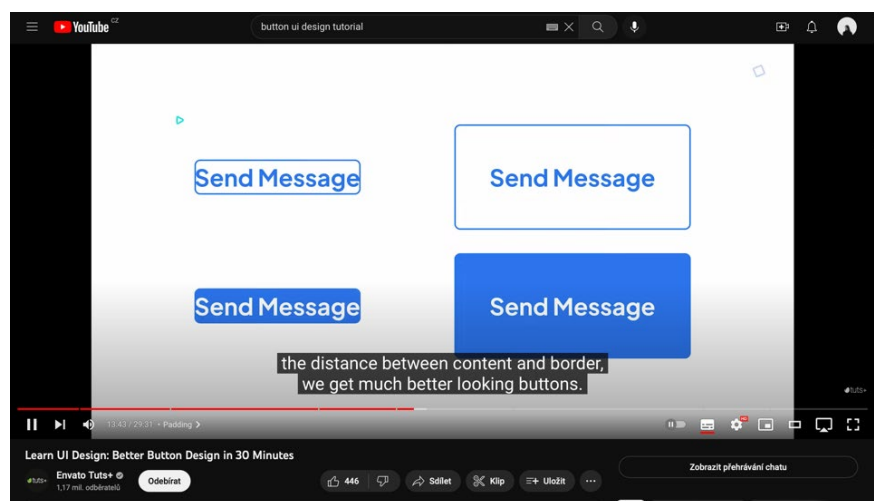 YouTube CZ
button ui design tutorial
Send Message
Send Message
Send Message
Send Message
the distance between content and border,
we get much better looking buttons.
tuts+
13:43 / 29:31 • Padding
HD
Learn UI Design: Better Button Design in 30 Minutes
tuts+
Envato Tuts+
1,17 mil. odběratelů
Odebírat
446
Sdílet
Klip
Uložit
Zobrazit přehrávání chatu